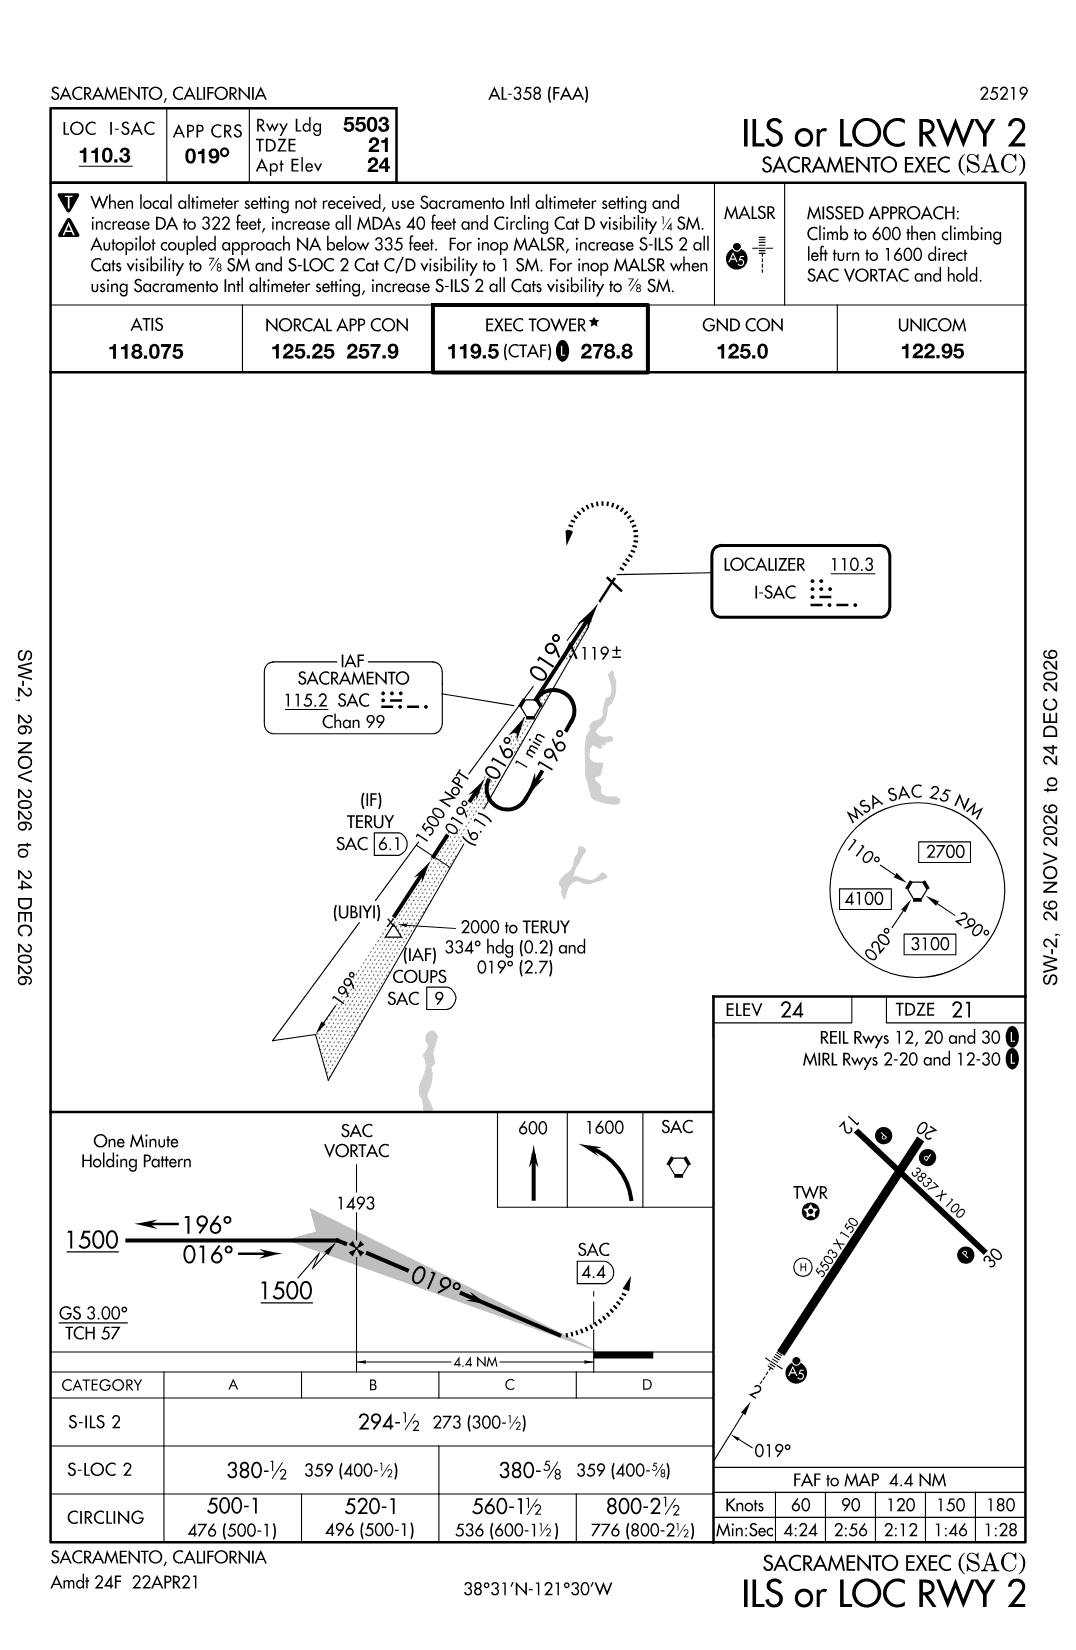 SACRAMENTO, CALIFORNIA
AL-358 (FAA)
25219
LOC I-SAC
110.3
APP CRS
019°
Rwy Ldg 5503
TDZE 21
Apt Elev 24
ILS or LOC RWY 2
SACRAMENTO EXEC (SAC)
T
A
When local altimeter setting not received, use Sacramento Intl altimeter setting and
increase DA to 322 feet, increase all MDAs 40 feet and Circling Cat D visibility ¼ SM.
Autopilot coupled approach NA below 335 feet. For inop MALSR, increase S-ILS 2 all
Cats visibility to ⅞ SM and S-LOC 2 Cat C/D visibility to 1 SM. For inop MALSR when
using Sacramento Intl altimeter setting, increase S-ILS 2 all Cats visibility to ⅞ SM.
MALSR
A5
MISSED APPROACH:
Climb to 600 then climbing
left turn to 1600 direct
SAC VORTAC and hold.
ATIS
118.075
NORCAL APP CON
125.25 257.9
EXEC TOWER★
119.5 (CTAF) L 278.8
GND CON
125.0
UNICOM
122.95
LOCALIZER 110.3
I-SAC
019°
119±
IAF
SACRAMENTO
115.2 SAC
Chan 99
016°
1 min
196°
1500 NoPT
019°
(6.1)
(IF)
TERUY
SAC 6.1
(UBIYI)
2000 to TERUY
334° hdg (0.2) and
019° (2.7)
(IAF)
COUPS
SAC 9
199°
MSA SAC 25 NM
110°
2700
4100
290°
020°
3100
SW-2, 26 NOV 2026 to 24 DEC 2026
SW-2, 26 NOV 2026 to 24 DEC 2026
ELEV 24
TDZE 21
REIL Rwys 12, 20 and 30 L
MIRL Rwys 2-20 and 12-30 L
12
P
20
P
3837 X 100
TWR
5503 X 150
H
P
30
A5
2
019°
FAF to MAP 4.4 NM
Knots 60 90 120 150 180
Min:Sec 4:24 2:56 2:12 1:46 1:28
One Minute
Holding Pattern
SAC
VORTAC
1493
600
1600
SAC
1500
196°
016°
1500
019°
SAC
4.4
GS 3.00°
TCH 57
4.4 NM
CATEGORY A B C D
S-ILS 2 294-½ 273 (300-½)
S-LOC 2 380-½ 359 (400-½) 380-⅝ 359 (400-⅝)
CIRCLING
500-1 520-1 560-1½ 800-2½
476 (500-1) 496 (500-1) 536 (600-1½) 776 (800-2½)
SACRAMENTO, CALIFORNIA
Amdt 24F 22APR21
38°31'N-121°30'W
SACRAMENTO EXEC (SAC)
ILS or LOC RWY 2